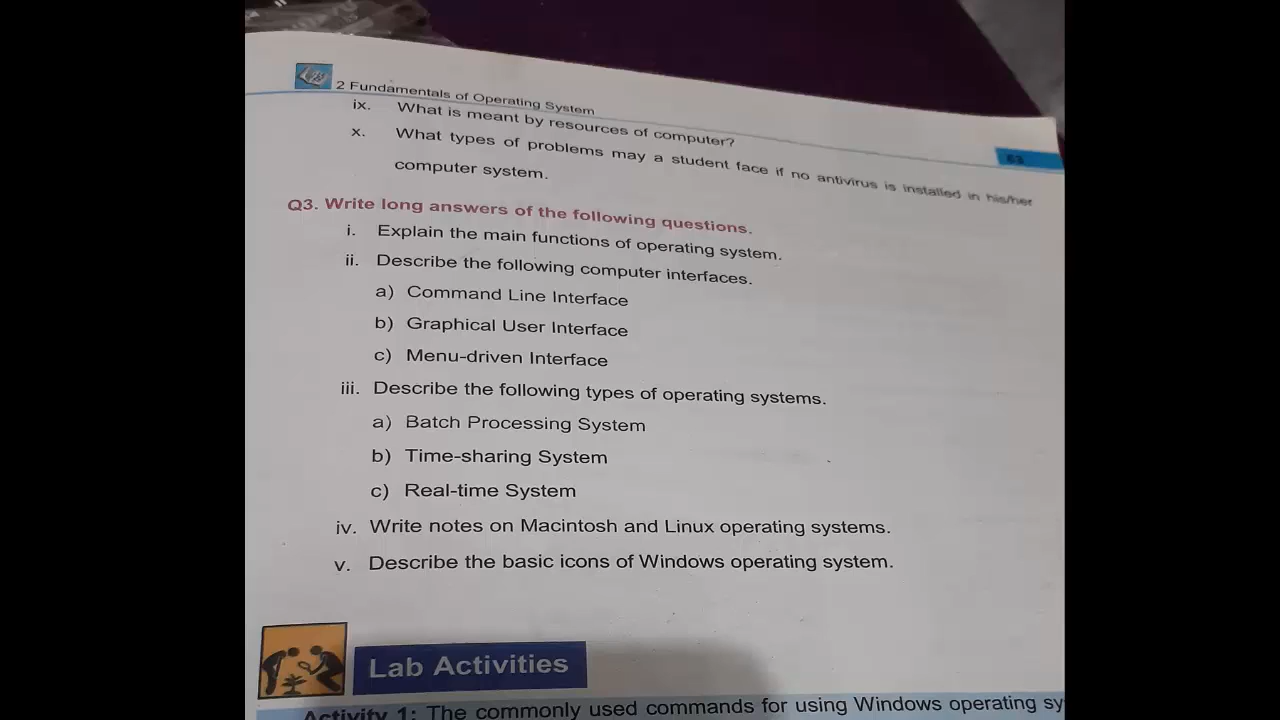 2 Fundamentals of Operating System
63
ix. What is meant by resources of computer?
x. What types of problems may a student face if no antivirus is installed in his/her
computer system.
Q3. Write long answers of the following questions.
i. Explain the main functions of operating system.
ii. Describe the following computer interfaces.
a) Command Line Interface
b) Graphical User Interface
c) Menu-driven Interface
iii. Describe the following types of operating systems.
a) Batch Processing System
b) Time-sharing System
c) Real-time System
iv. Write notes on Macintosh and Linux operating systems.
v. Describe the basic icons of Windows operating system.
Lab Activities
Activity 1: The commonly used commands for using Windows operating sy